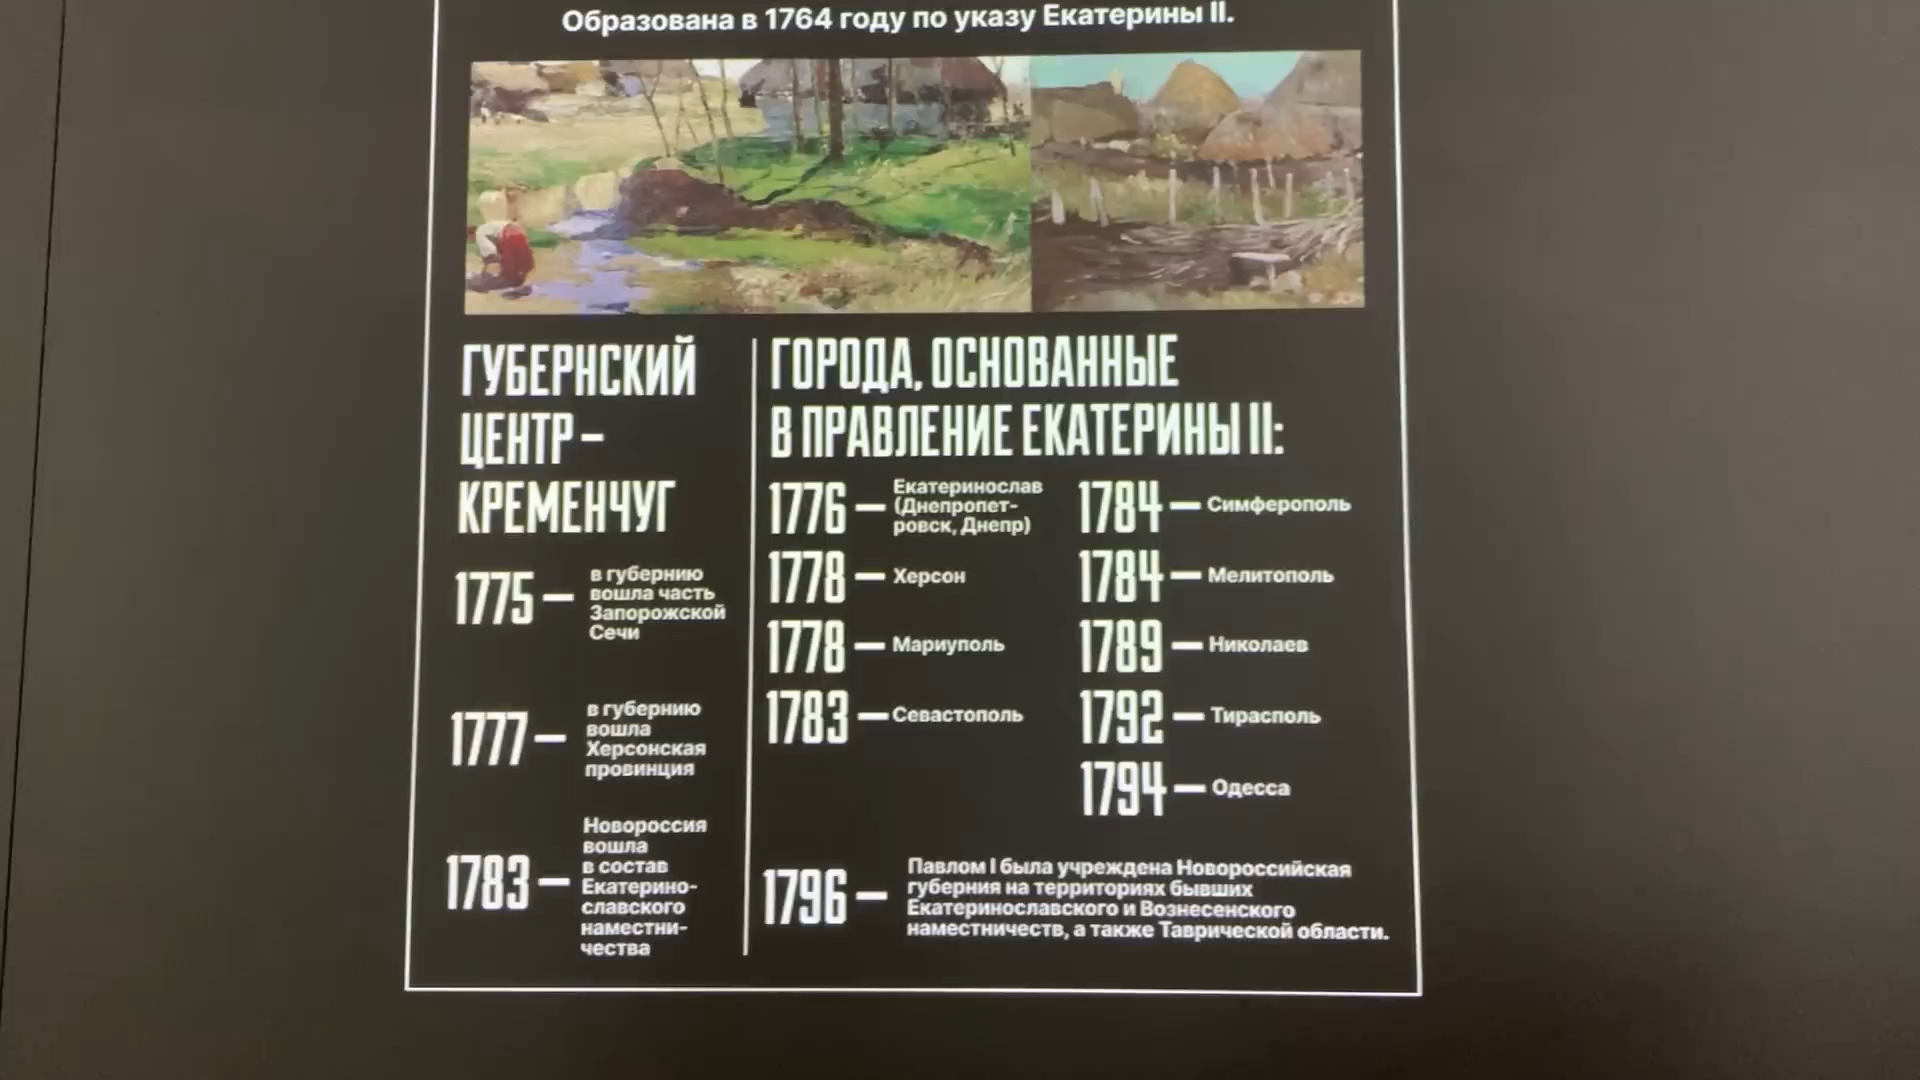 Образована в 1764 году по указу Екатерины II.
ГУБЕРНСКИЙ
ЦЕНТР –
КРЕМЕНЧУГ
1775 –
в губернию
вошла часть
Запорожской
Сечи
1777 –
в губернию
вошла
Херсонская
провинция
1783 –
Новороссия
вошла
в состав
Екатерино-
славского
наместни-
чества
ГОРОДА, ОСНОВАННЫЕ
В ПРАВЛЕНИЕ ЕКАТЕРИНЫ II:
1776 –
Екатеринослав
(Днепропет-
ровск, Днепр)
1778 – Херсон
1778 – Мариуполь
1783 – Севастополь
1784 – Симферополь
1784 – Мелитополь
1789 – Николаев
1792 – Тирасполь
1794 – Одесса
1796 –
Павлом I была учреждена Новороссийская
губерния на территориях бывших
Екатеринославского и Вознесенского
наместничеств, а также Таврической области.